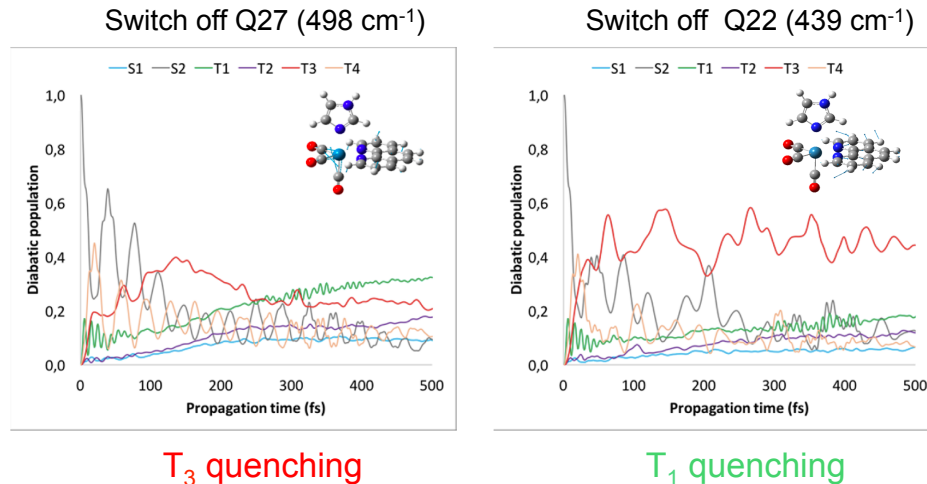 Switch off Q27 (498 cm-1)
S1 S2 T1 T2 T3 T4
1,0
0,8
0,6
0,4
0,2
0,0
Diabatic population
0 100 200 300 400 500
Propagation time (fs)
T3 quenching
Switch off Q22 (439 cm-1)
S1 S2 T1 T2 T3 T4
1,0
0,8
0,6
0,4
0,2
0,0
Diabatic population
0 100 200 300 400 500
Propagation time (fs)
T1 quenching